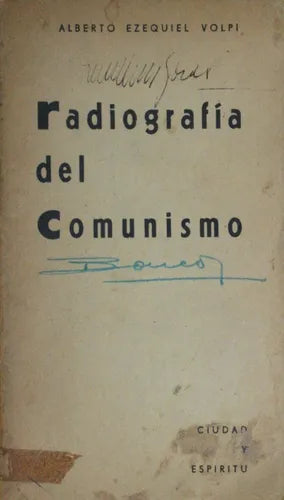 ALBERTO EZEQUIEL VOLPI
radiografía
del
Comunismo
CIUDAD
Y
ESPIRITU